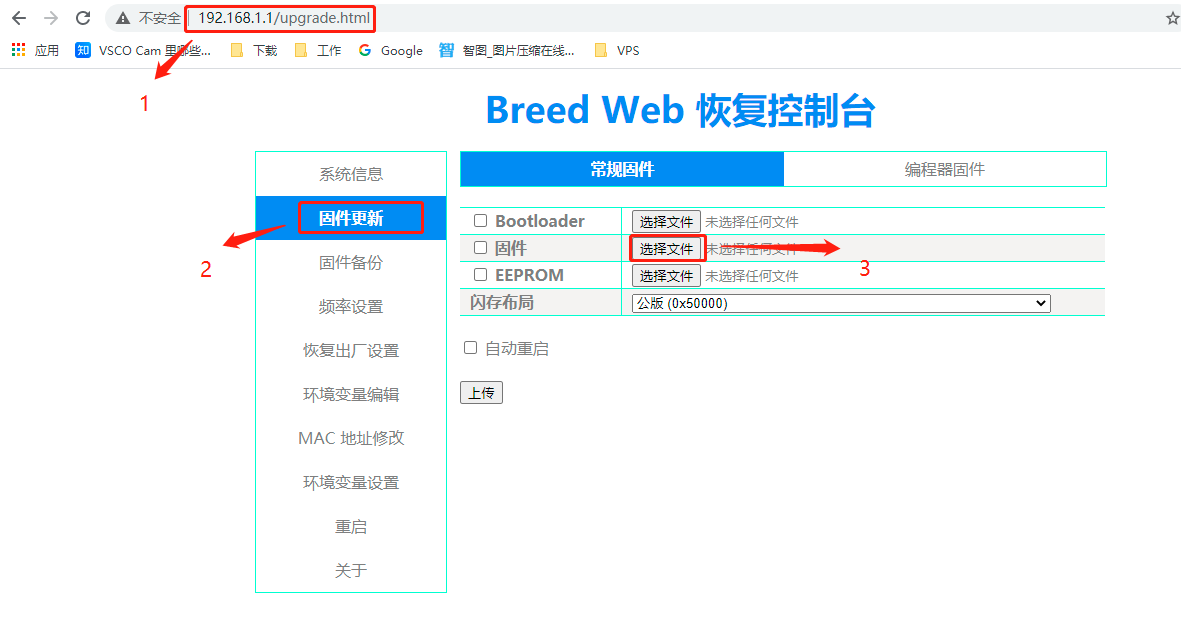 不安全 192.168.1.1/upgrade.html
应用 知 VSCO Cam 里哪些... 下载 工作 G Google 智图_图片压缩在线... VPS
1
Breed Web 恢复控制台
系统信息
固件更新
2
固件备份
频率设置
恢复出厂设置
环境变量编辑
MAC 地址修改
环境变量设置
重启
关于
常规固件 编程器固件
Bootloader 选择文件 未选择任何文件
固件 选择文件 未选择任何文件
3
EEPROM 选择文件 未选择任何文件
闪存布局 公版 (0x50000)
自动重启
上传